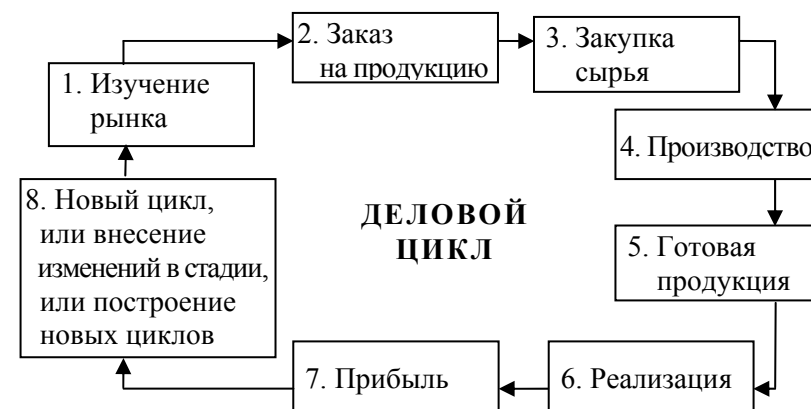 1. Изучение
рынка
2. Заказ
на продукцию
3. Закупка
сырья
4. Производство
5. Готовая
продукция
6. Реализация
7. Прибыль
8. Новый цикл,
или внесение
изменений в стадии,
или построение
новых циклов
ДЕЛОВОЙ
ЦИКЛ